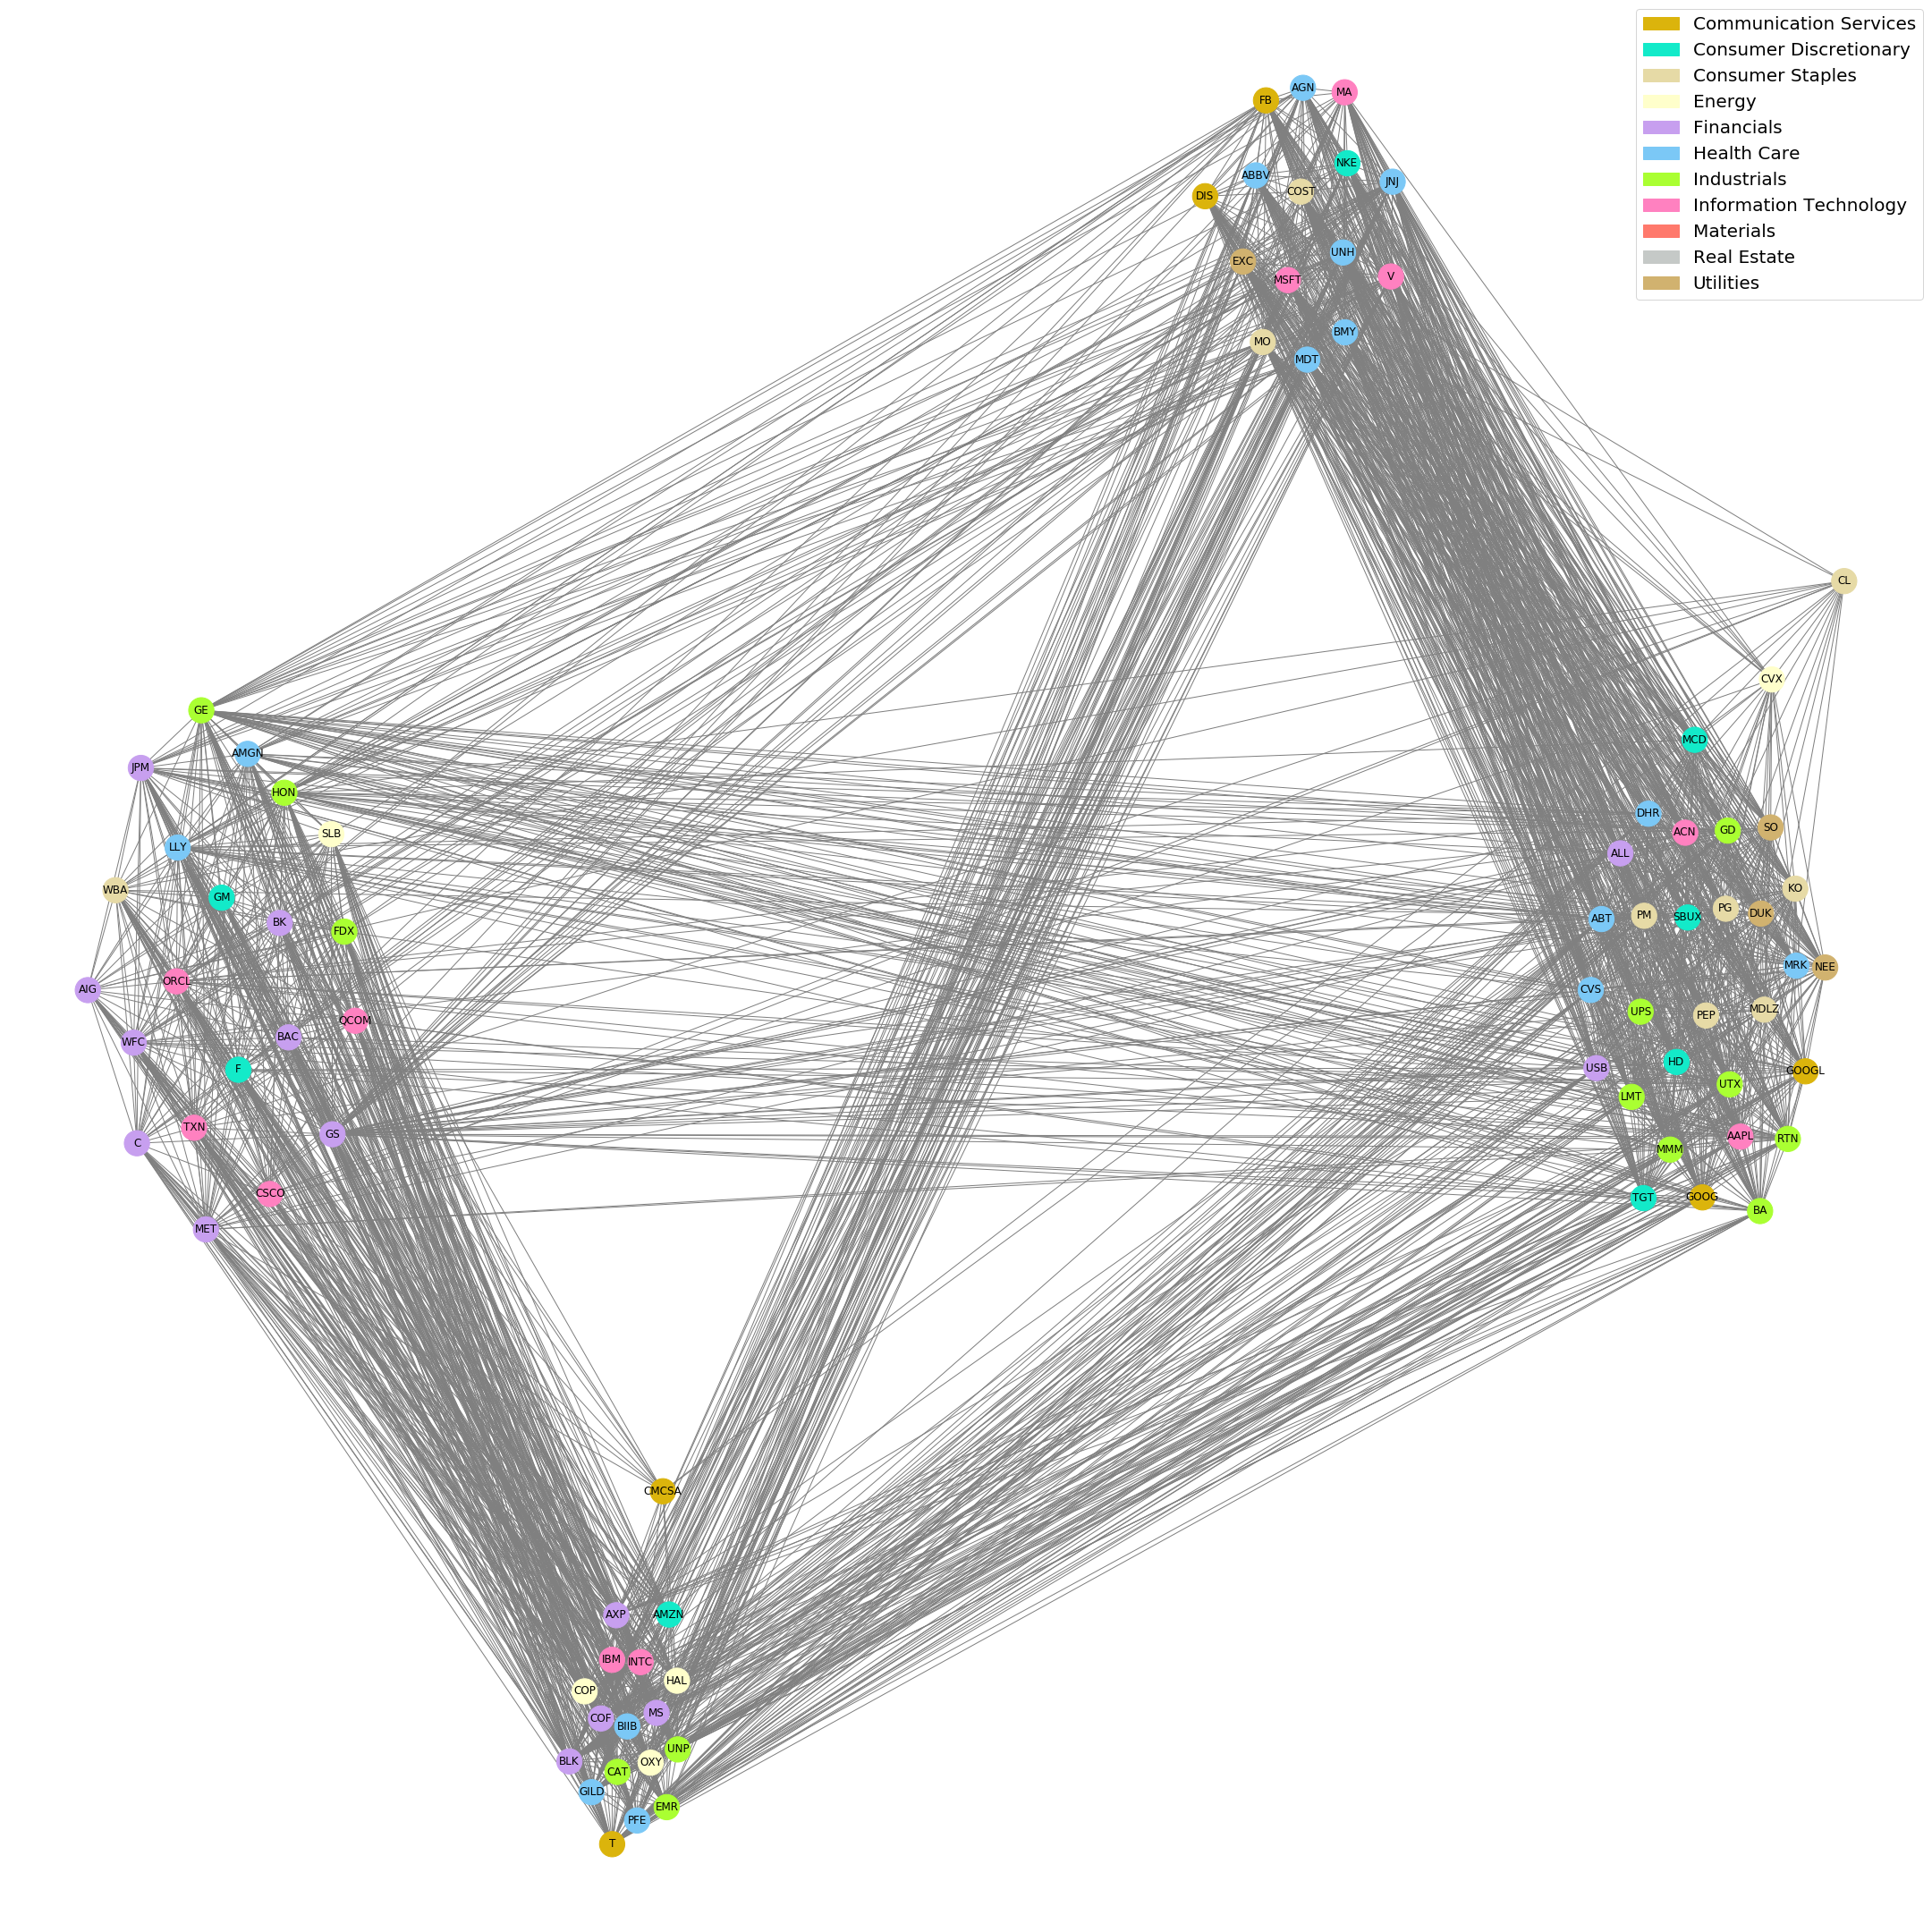 Communication Services
Consumer Discretionary
Consumer Staples
Energy
Financials
Health Care
Industrials
Information Technology
Materials
Real Estate
Utilities
FB
AGN
MA
NKE
ABBV
JNJ
DIS
COST
UNH
EXC
MSFT
V
BMY
MO
MDT
CL
CVX
MCD
DHR
ACN
GD
SO
ALL
KO
ABT
PM
SBUX
PG
DUK
MRK
NEE
CVS
UPS
PEP
MDLZ
USB
HD
GOOGL
UTX
LMT
AAPL
RTN
MMM
TGT
GOOG
BA
GE
AMGN
JPM
HON
SLB
LLY
WBA
GM
BK
FDX
ORCL
AIG
QCOM
WFC
BAC
F
TXN
GS
C
CSCO
MET
CMCSA
AXP
AMZN
IBM
INTC
HAL
COP
COF
MS
BIIB
UNP
BLK
OXY
CAT
GILD
EMR
PFE
T